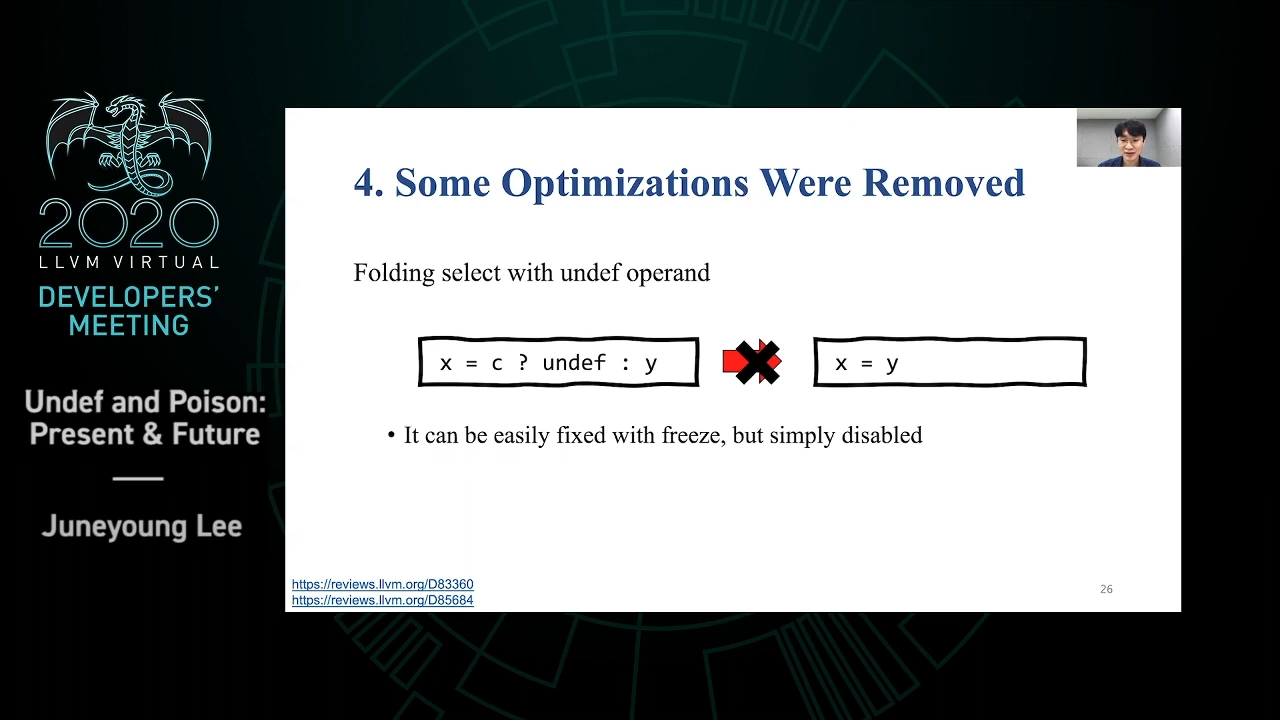 2020
LLVM VIRTUAL
DEVELOPERS'
MEETING
Undef and Poison:
Present & Future
Juneyoung Lee
4. Some Optimizations Were Removed
Folding select with undef operand
x = c ? undef : y
x = y
• It can be easily fixed with freeze, but simply disabled
https://reviews.llvm.org/D83360
https://reviews.llvm.org/D85684
26